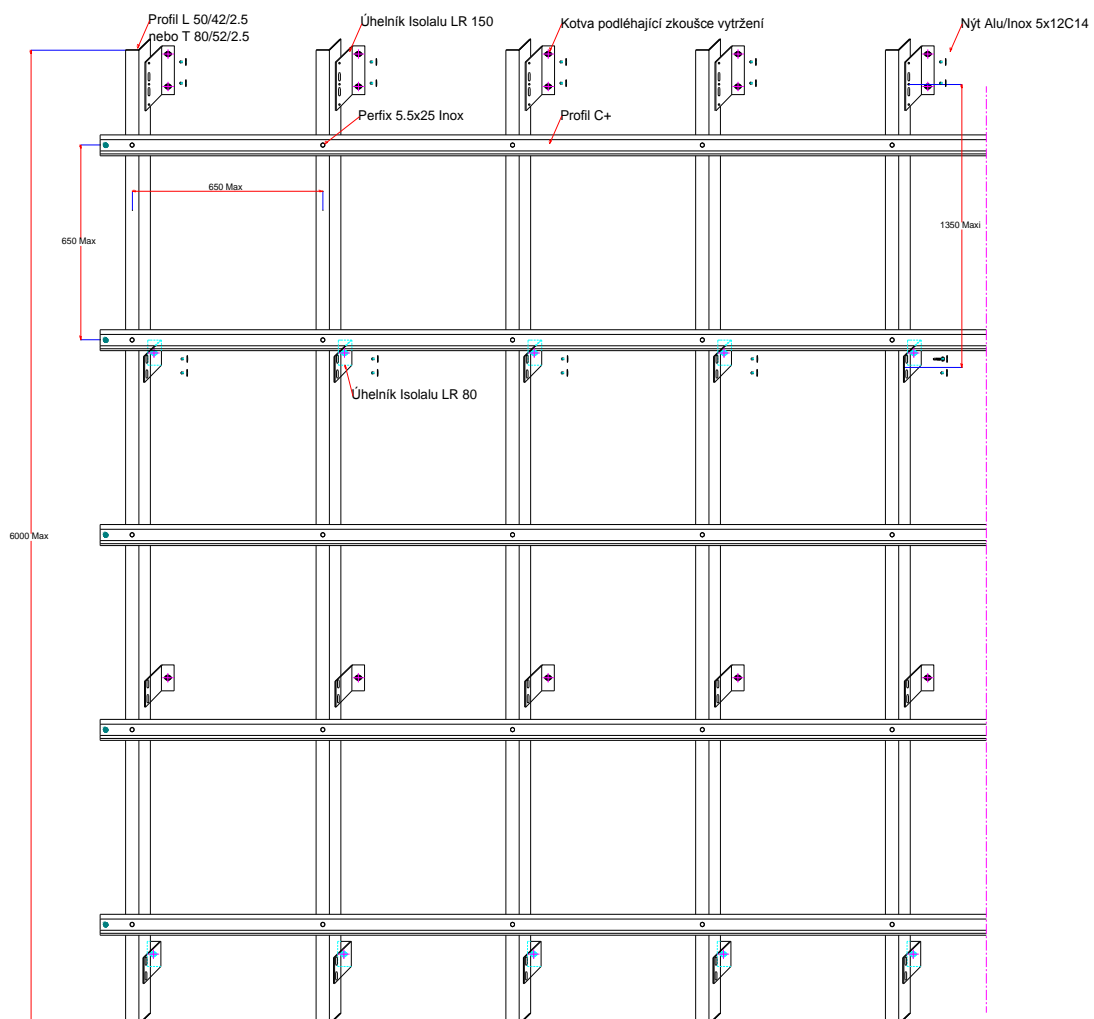 Profil L 50/42/2.5
nebo T 80/52/2.5
Úhelník Isolalu LR 150
Kotva podléhající zkoušce vytržení
Nýt Alu/Inox 5x12C14
Perfix 5.5x25 Inox
Profil C+
650 Max
650 Max
1350 Maxi
Úhelník Isolalu LR 80
6000 Max